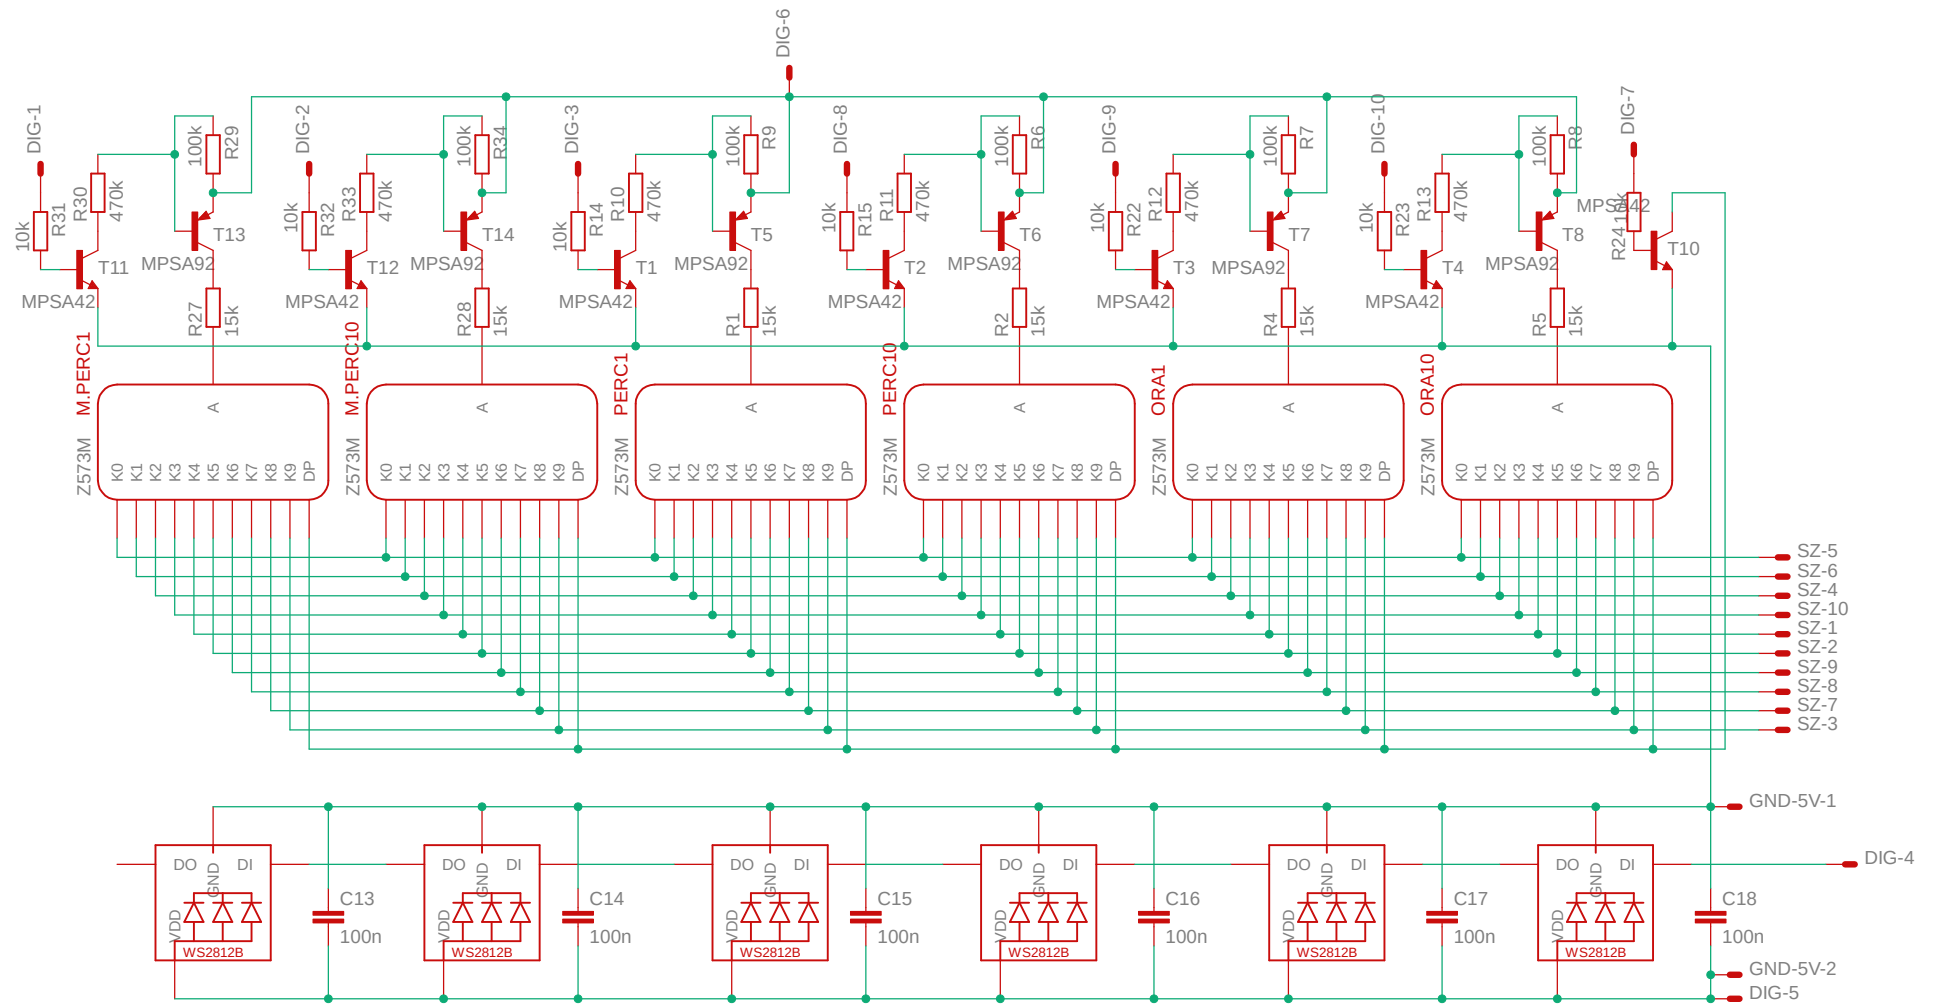 DIG-6
DIG-1
DIG-2
DIG-3
DIG-8
DIG-9
DIG-10
DIG-7
100k
R29
100k
R34
100k
R9
100k
R6
100k
R7
100k
R8
R30
470k
R33
470k
R10
470k
R11
470k
R12
470k
R13
470k
10k
R31
10k
R32
10k
R14
10k
R15
10k
R22
10k
R23
R24
10k
MPSA42
T10
T13
MPSA92
T14
MPSA92
T5
MPSA92
T6
MPSA92
T7
MPSA92
T8
MPSA92
T11
MPSA42
T12
MPSA42
T1
MPSA42
T2
MPSA42
T3
MPSA42
T4
MPSA42
R27
15k
R28
15k
R1
15k
R2
15k
R4
15k
R5
15k
M.PERC1
M.PERC10
PERC1
PERC10
ORA1
ORA10
A
A
A
A
A
A
Z573M
K0 K1 K2 K3 K4 K5 K6 K7 K8 K9 DP
Z573M
K0 K1 K2 K3 K4 K5 K6 K7 K8 K9 DP
Z573M
K0 K1 K2 K3 K4 K5 K6 K7 K8 K9 DP
Z573M
K0 K1 K2 K3 K4 K5 K6 K7 K8 K9 DP
Z573M
K0 K1 K2 K3 K4 K5 K6 K7 K8 K9 DP
Z573M
K0 K1 K2 K3 K4 K5 K6 K7 K8 K9 DP
SZ-5
SZ-6
SZ-4
SZ-10
SZ-1
SZ-2
SZ-9
SZ-8
SZ-7
SZ-3
GND-5V-1
DIG-4
DO GND DI
VDD
WS2812B
C13
100n
DO GND DI
VDD
WS2812B
C14
100n
DO GND DI
VDD
WS2812B
C15
100n
DO GND DI
VDD
WS2812B
C16
100n
DO GND DI
VDD
WS2812B
C17
100n
DO GND DI
VDD
WS2812B
C18
100n
GND-5V-2
DIG-5